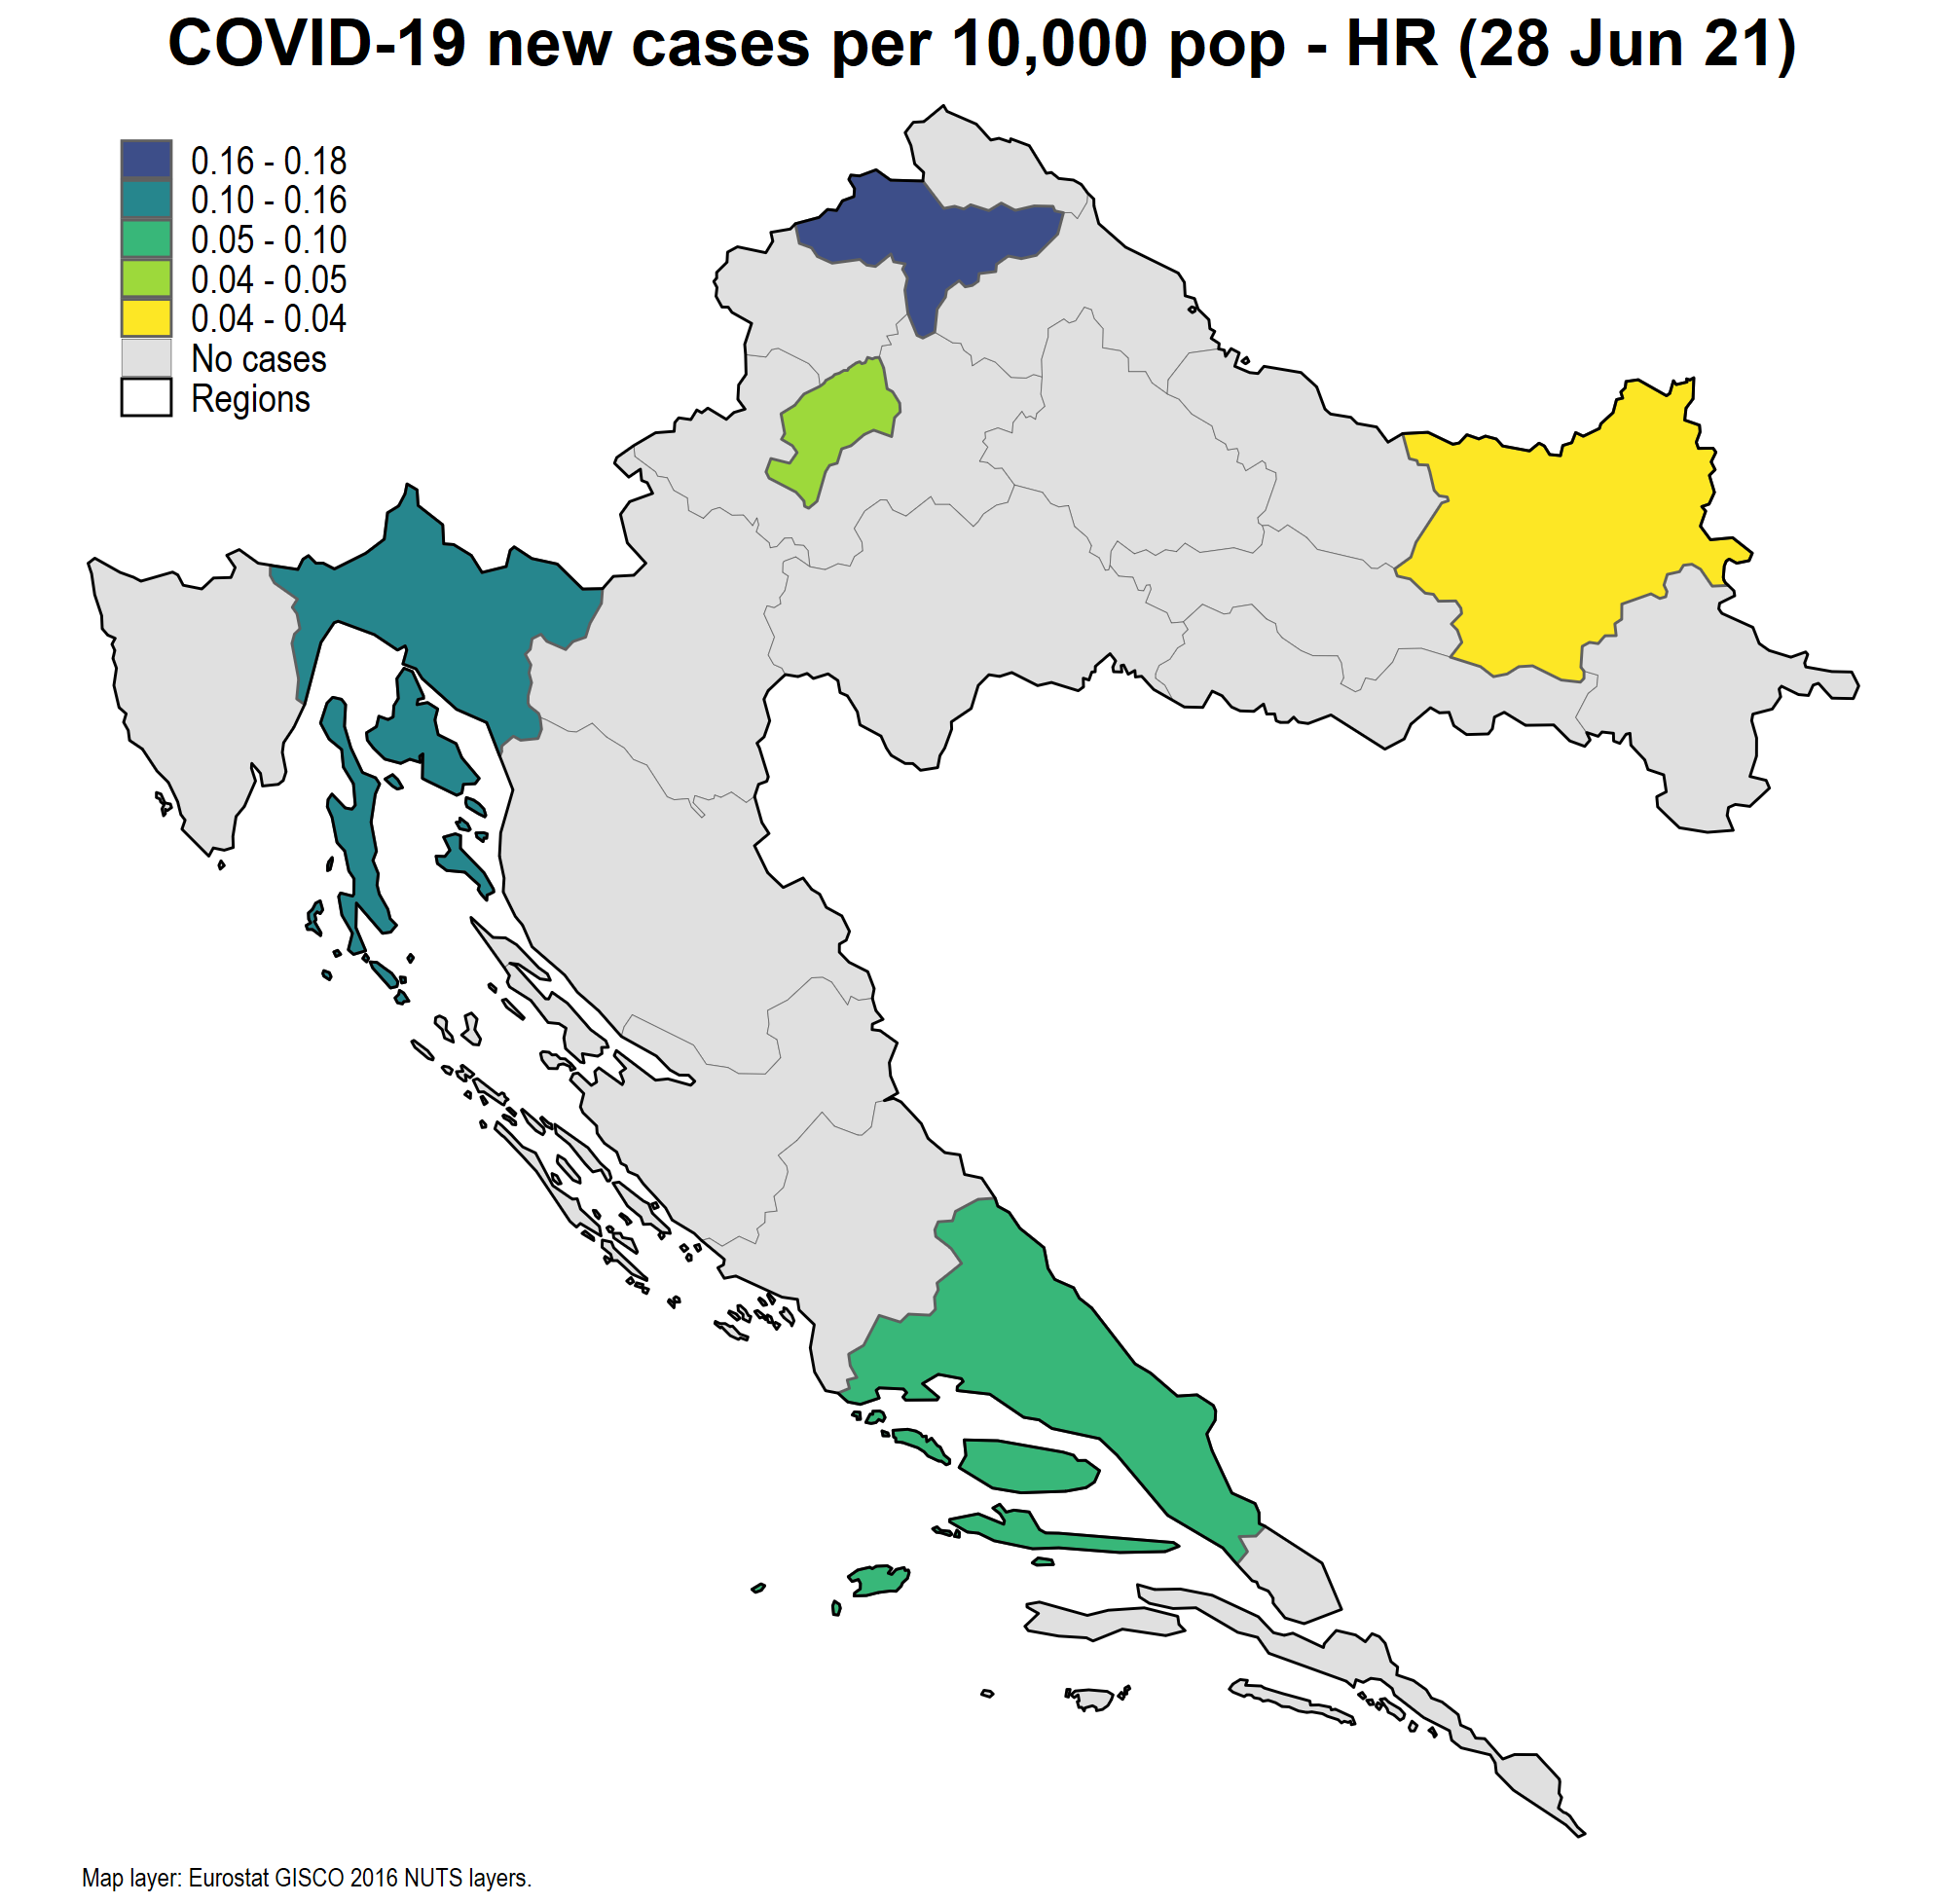 COVID-19 new cases per 10,000 pop - HR (28 Jun 21)
0.16 - 0.18
0.10 - 0.16
0.05 - 0.10
0.04 - 0.05
0.04 - 0.04
No cases
Regions
Map layer: Eurostat GISCO 2016 NUTS layers.